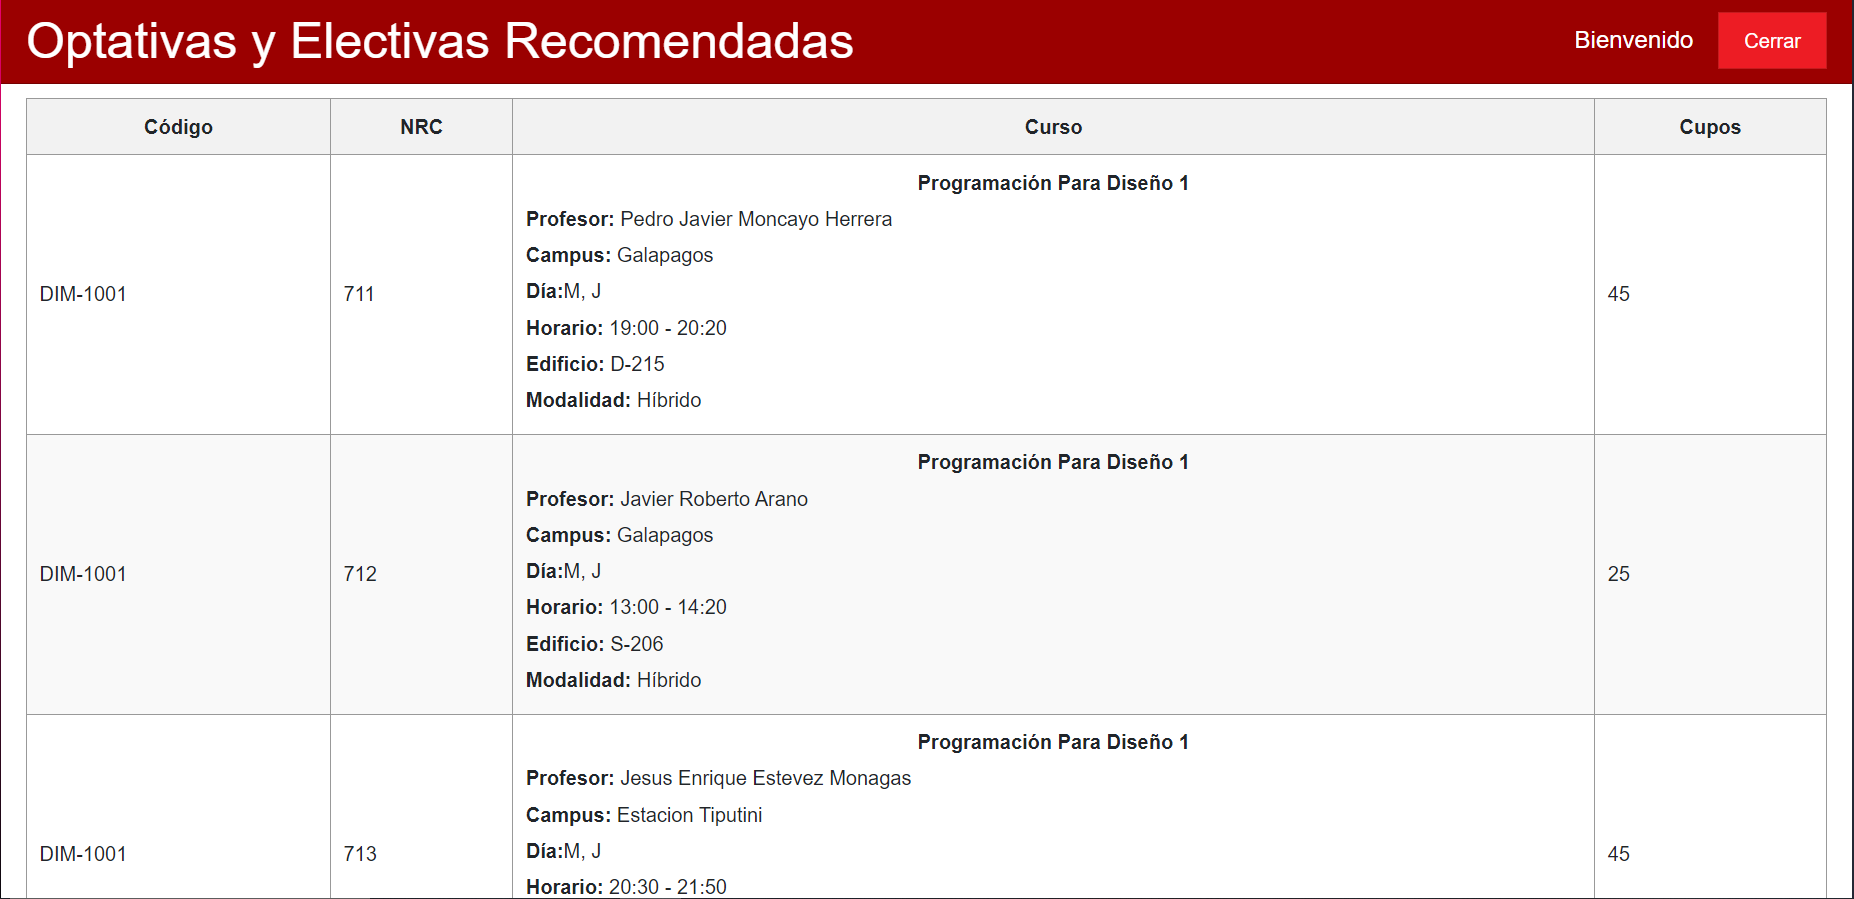 Optativas y Electivas Recomendadas
Bienvenido
Cerrar
Código NRC Curso Cupos
Programación Para Diseño 1
Profesor: Pedro Javier Moncayo Herrera
Campus: Galapagos
DIM-1001 711 Día:M, J 45
Horario: 19:00 - 20:20
Edificio: D-215
Modalidad: Híbrido
Programación Para Diseño 1
Profesor: Javier Roberto Arano
Campus: Galapagos
DIM-1001 712 Día:M, J 25
Horario: 13:00 - 14:20
Edificio: S-206
Modalidad: Híbrido
Programación Para Diseño 1
Profesor: Jesus Enrique Estevez Monagas
Campus: Estacion Tiputini
DIM-1001 713 Día:M, J 45
Horario: 20:30 - 21:50